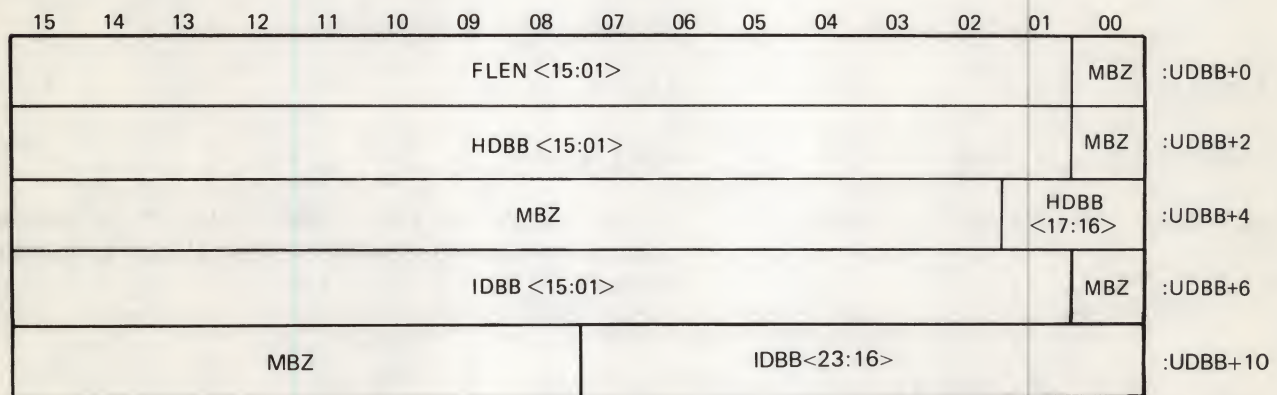 15 14 13 12 11 10 09 08 07 06 05 04 03 02 01 00
FLEN <15:01> MBZ :UDBB+0
HDBB <15:01> MBZ :UDBB+2
MBZ HDBB <17:16> :UDBB+4
IDBB <15:01> MBZ :UDBB+6
MBZ IDBB<23:16> :UDBB+10